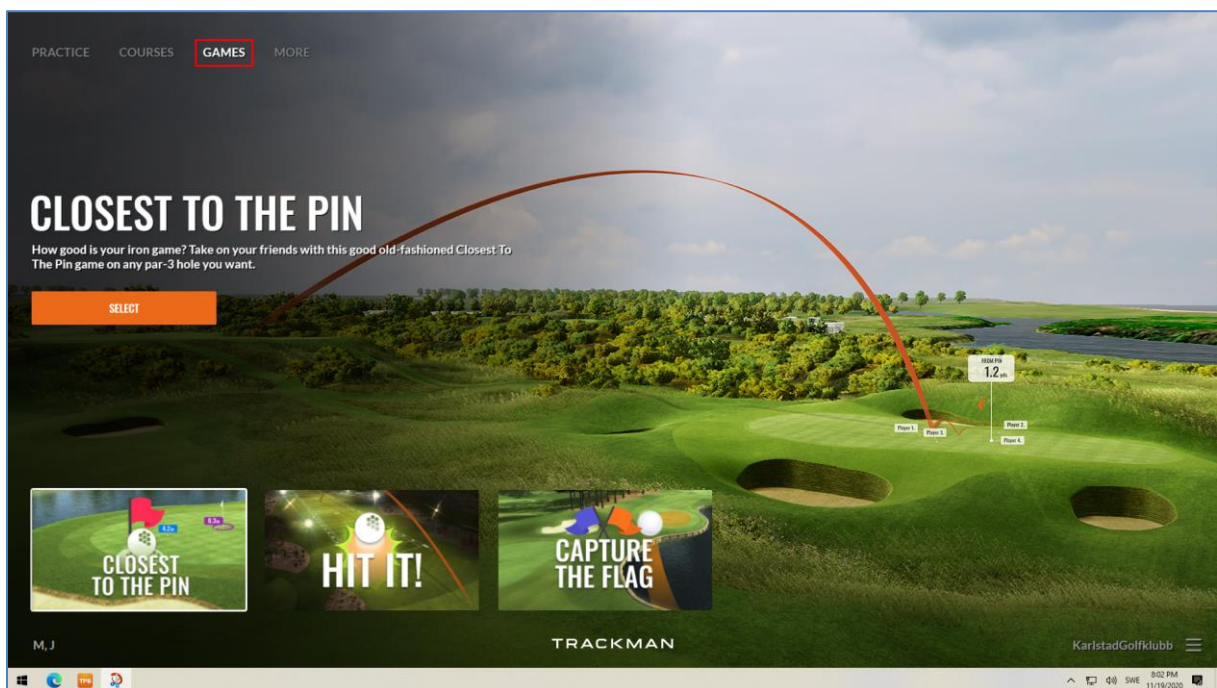 PRACTICE COURSES GAMES MORE
CLOSEST TO THE PIN
How good is your iron game? Take on your friends with this good old-fashioned Closest To
The Pin game on any par-3 hole you want.
SELECT
FROM PIN
1.2 yds
Player 1.
Player 3.
Player 2.
Player 4.
CLOSEST
TO THE PIN
HIT IT!
CAPTURE
THE FLAG
M, J
TRACKMAN
KarlstadGolfklubb
TPS
SWE
8:02 PM
11/19/2020